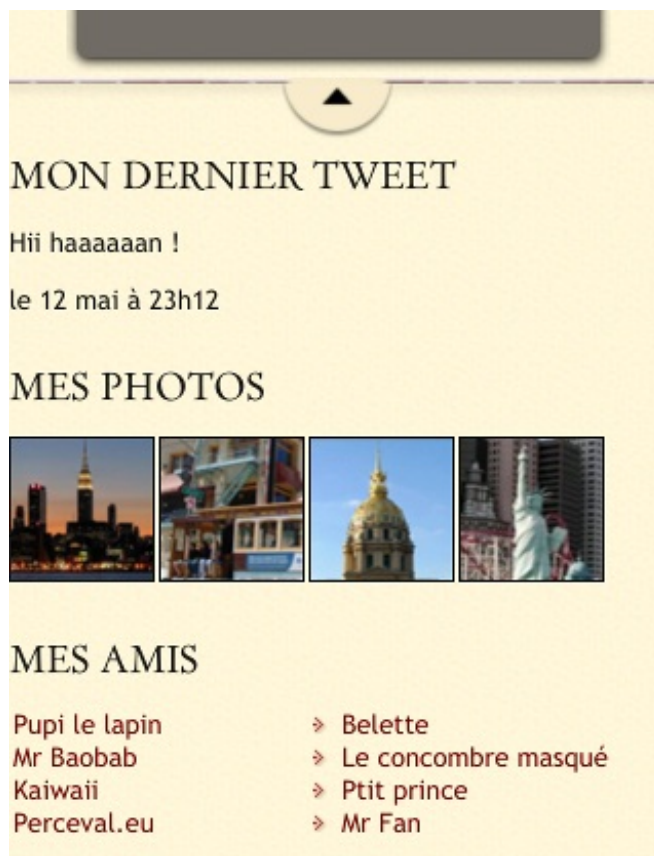 MON DERNIER TWEET
Hii haaaaaan !
le 12 mai à 23h12
MES PHOTOS
MES AMIS
Pupi le lapin
Mr Baobab
Kaiwaii
Perceval.eu
Belette
Le concombre masqué
Ptit prince
Mr Fan